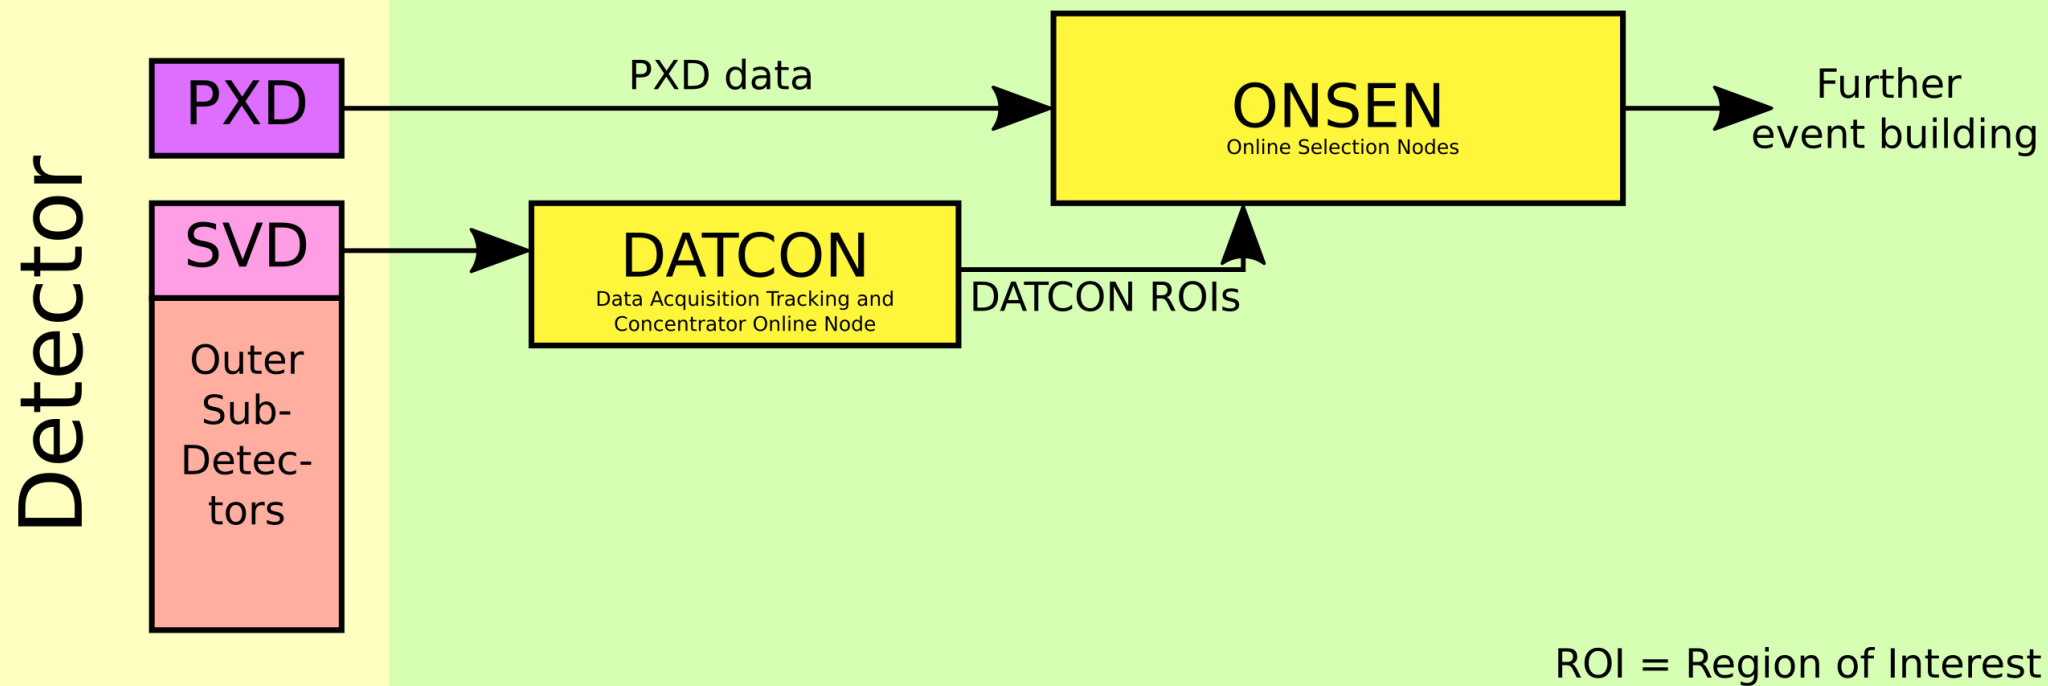 Detector
PXD
SVD
Outer
Sub-
Detec-
tors
PXD data
DATCON
Data Acquisition Tracking and
Concentrator Online Node
DATCON ROIs
ONSEN
Online Selection Nodes
Further
event building
ROI = Region of Interest